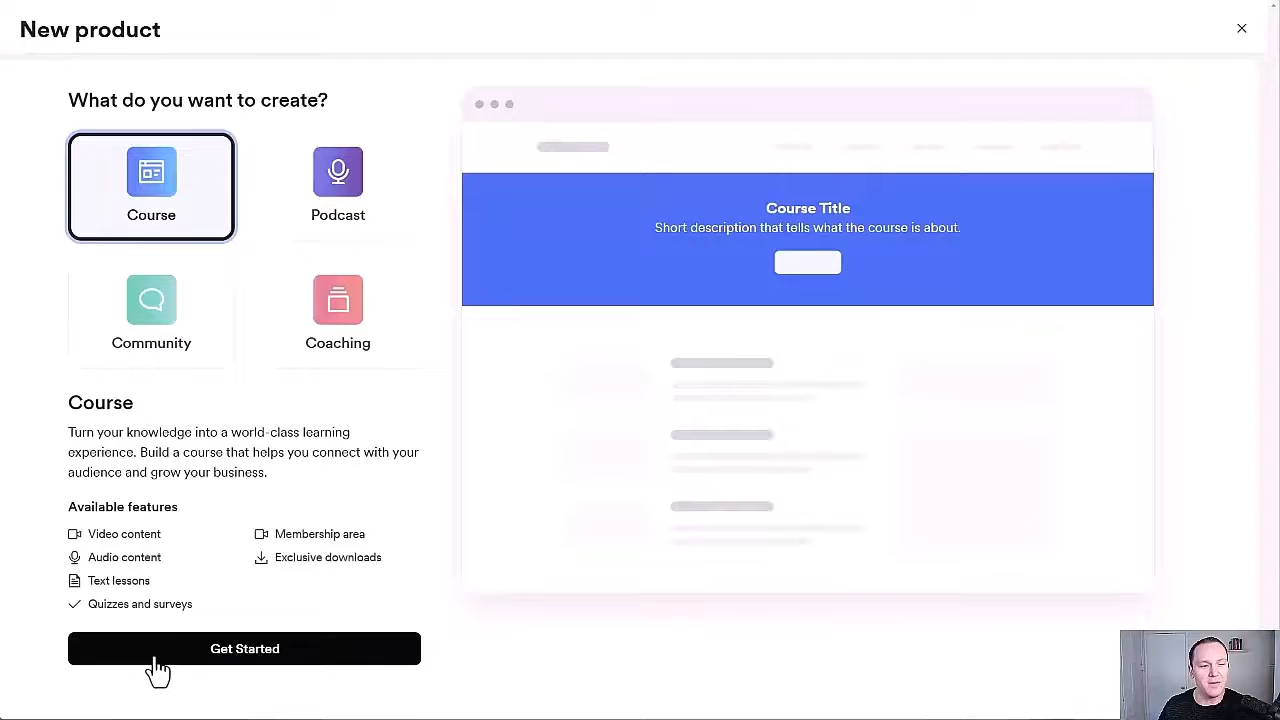 New product
What do you want to create?
Course
Podcast
Community
Coaching
Course
Turn your knowledge into a world-class learning
experience. Build a course that helps you connect with your
audience and grow your business.
Available features
Video content
Membership area
Audio content
Exclusive downloads
Text lessons
Quizzes and surveys
Get Started
Course Title
Short description that tells what the course is about.